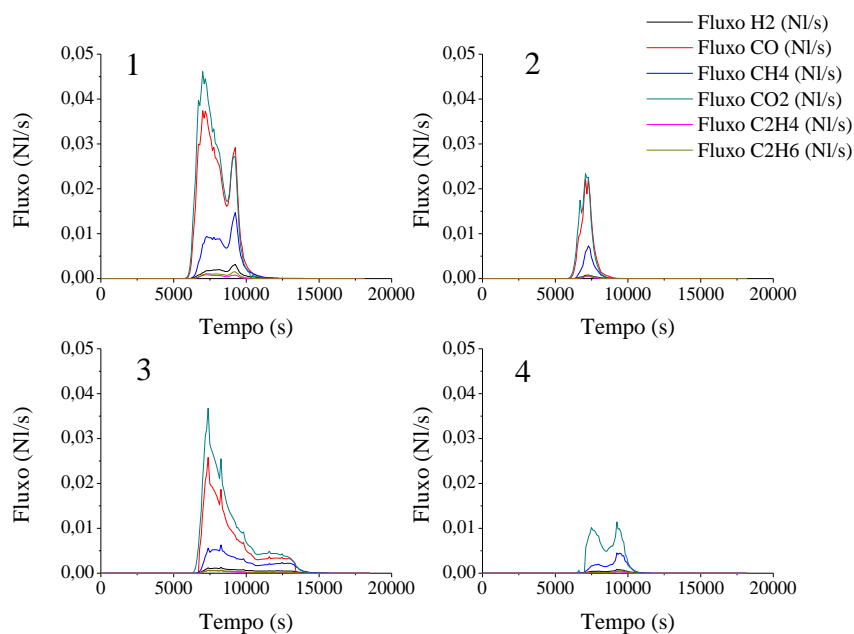 Fluxo H2 (Nl/s)
Fluxo CO (Nl/s)
Fluxo CH4 (Nl/s)
Fluxo CO2 (Nl/s)
Fluxo C2H4 (Nl/s)
Fluxo C2H6 (Nl/s)
1
0,05
0,04
0,03
0,02
0,01
0,00
Fluxo (Nl/s)
0 5000 10000 15000 20000
Tempo (s)
2
0,05
0,04
0,03
0,02
0,01
0,00
Fluxo (Nl/s)
0 5000 10000 15000 20000
Tempo (s)
3
0,05
0,04
0,03
0,02
0,01
0,00
Fluxo (Nl/s)
0 5000 10000 15000 20000
Tempo (s)
4
0,05
0,04
0,03
0,02
0,01
0,00
Fluxo (Nl/s)
0 5000 10000 15000 20000
Tempo (s)